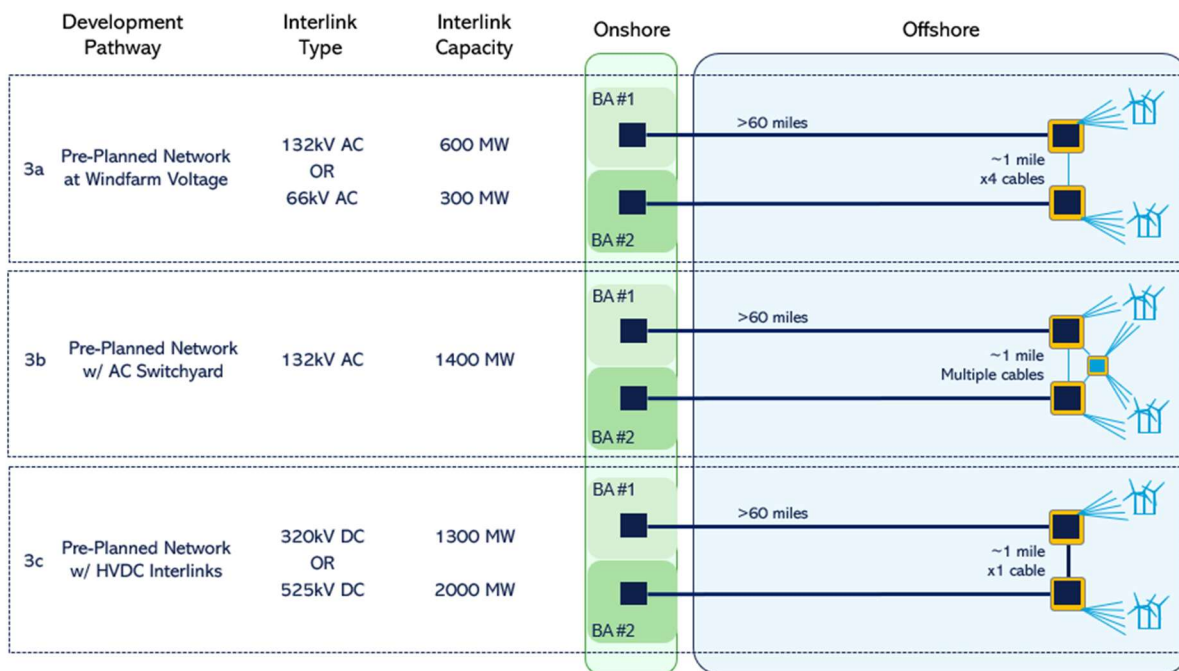 Development
Pathway
Interlink
Type
Interlink
Capacity
Onshore
Offshore
3a
Pre-Planned Network
at Windfarm Voltage
132kV AC
OR
66kV AC
600 MW
300 MW
BA #1
BA #2
>60 miles
~1 mile
x4 cables
3b
Pre-Planned Network
w/ AC Switchyard
132kV AC
1400 MW
BA #1
BA #2
>60 miles
~1 mile
Multiple cables
3c
Pre-Planned Network
w/ HVDC Interlinks
320kV DC
OR
525kV DC
1300 MW
2000 MW
BA #1
BA #2
>60 miles
~1 mile
x1 cable